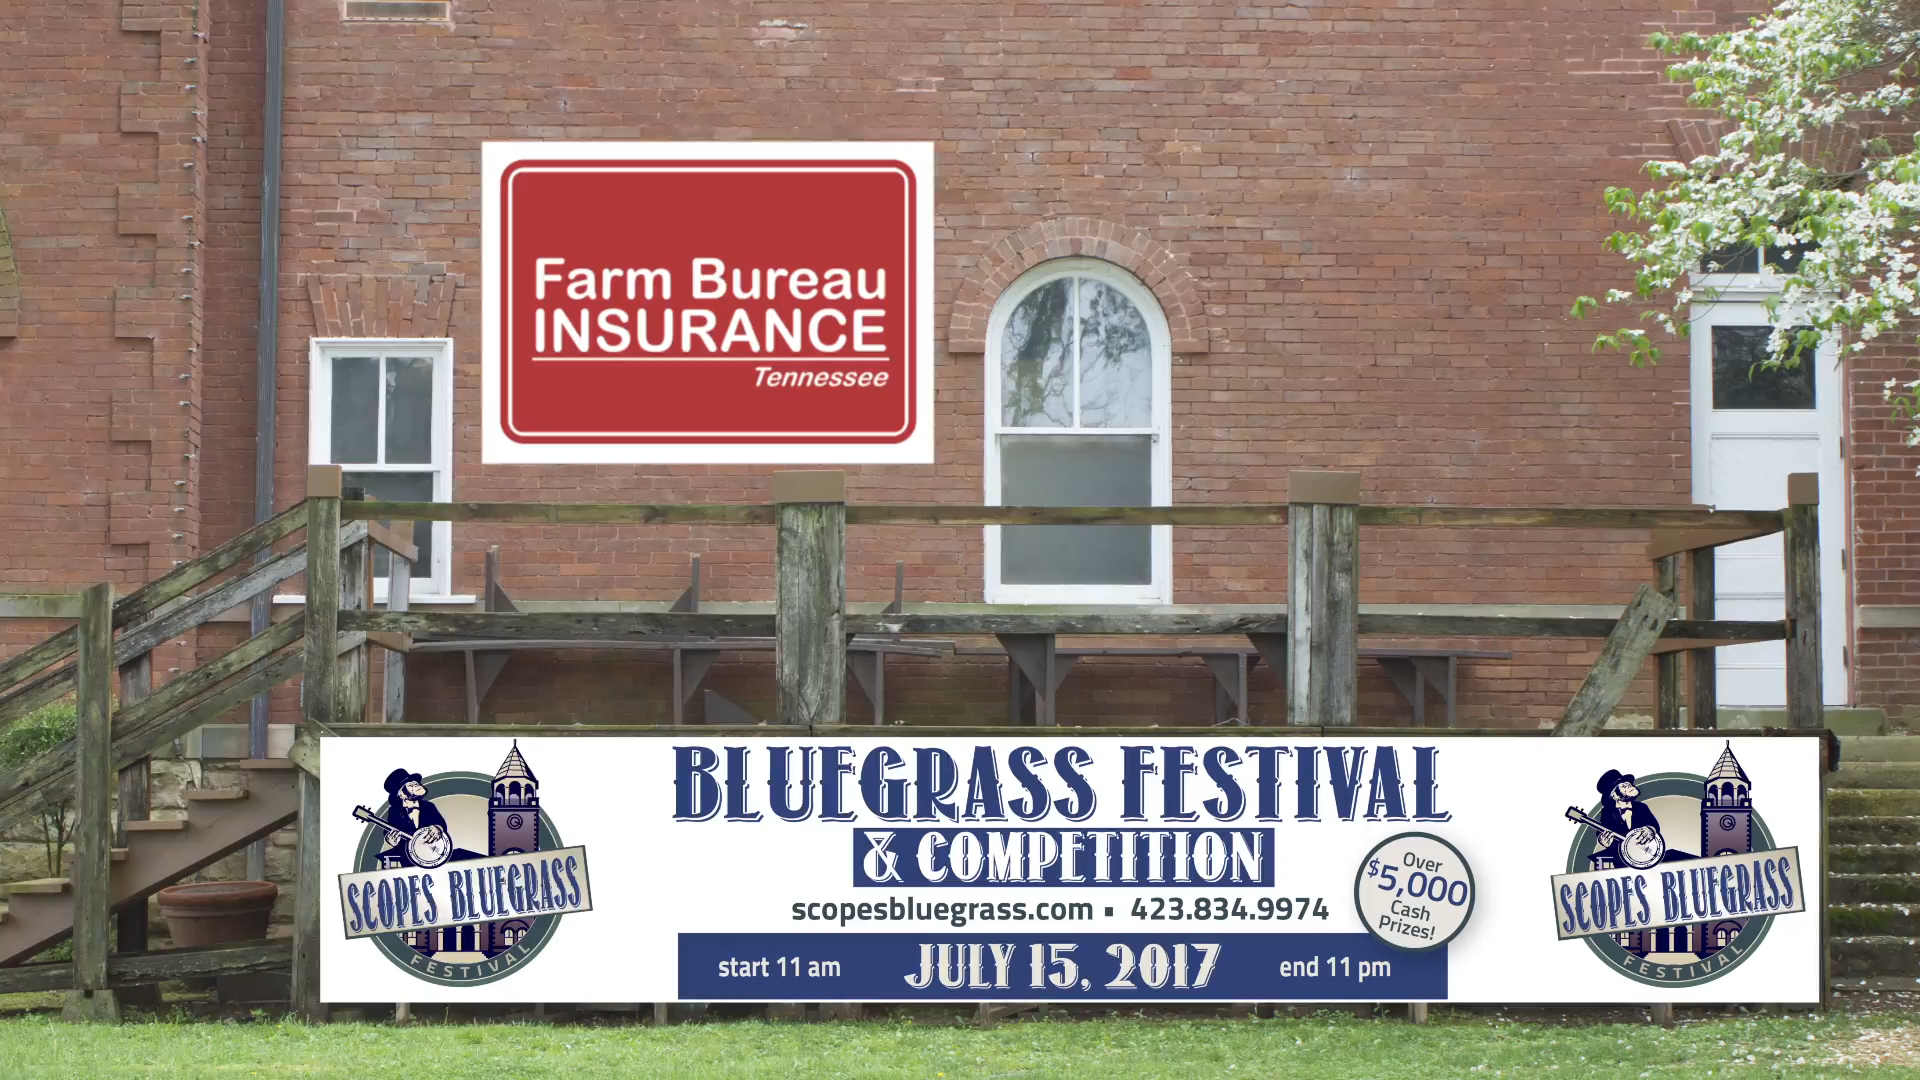 Farm Bureau
INSURANCE
Tennessee
BLUEGRASS FESTIVAL
& COMPETITION
scopesbluegrass.com ▪ 423.834.9974
Over
$5,000
Cash
Prizes!
start 11 am
JULY 15, 2017
end 11 pm
SCOPES BLUEGRASS
FESTIVAL
SCOPES BLUEGRASS
FESTIVAL